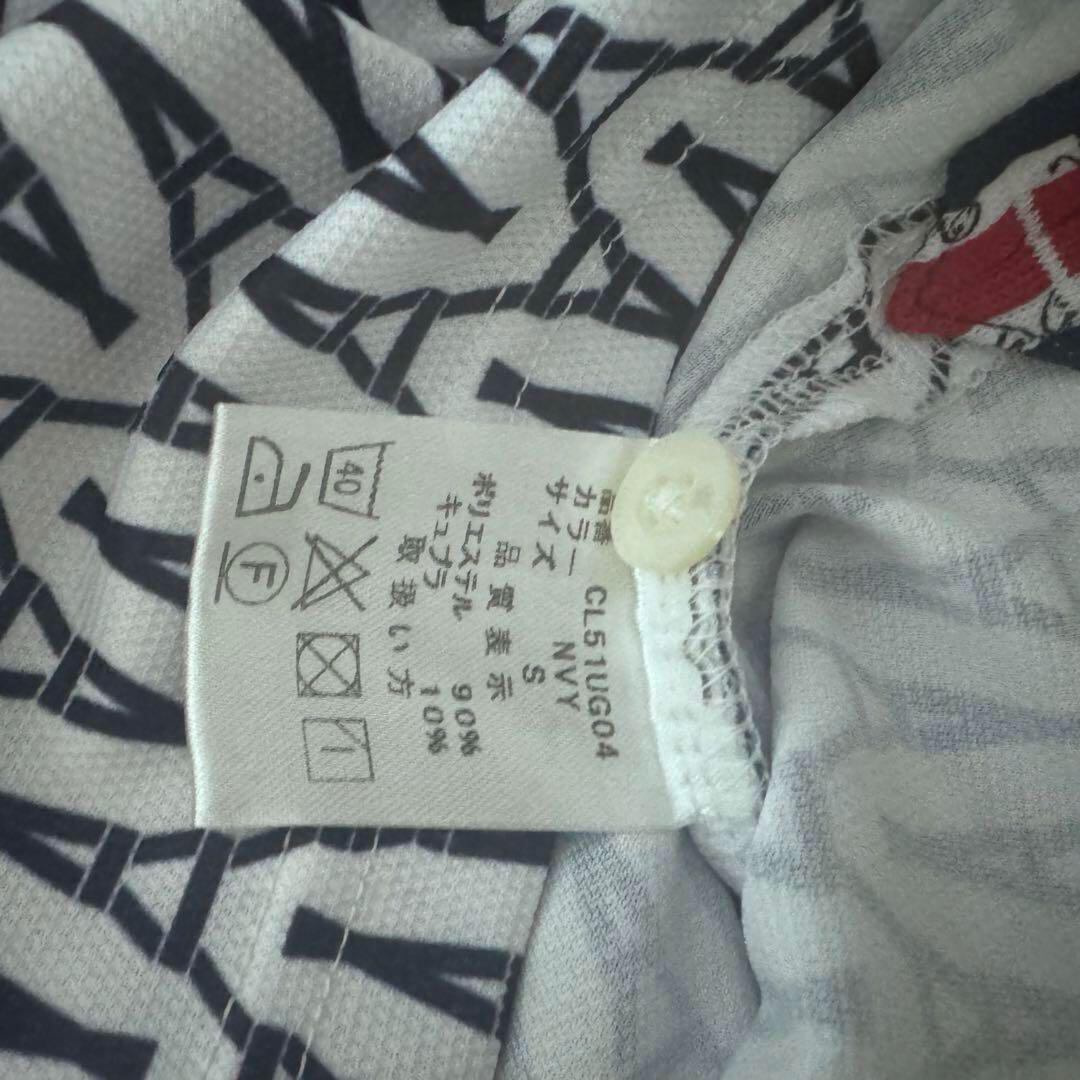 品番 CL51UG04
カラー NVY
サイズ S
品質表示
ポリエステル 90%
キュプラ 10%
取扱い方
40
F